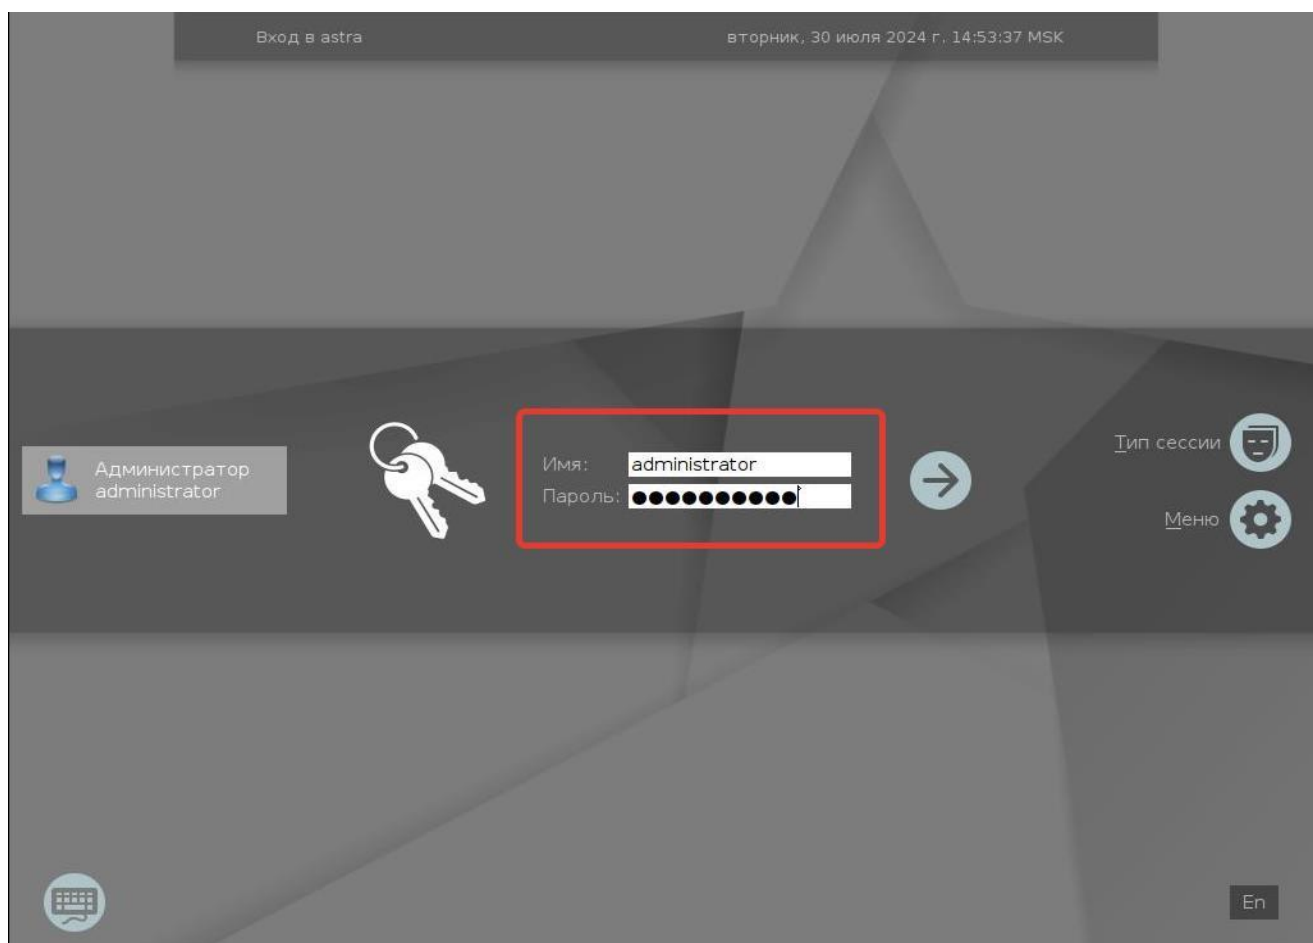 Вход в astra
вторник, 30 июля 2024 г. 14:53:37 MSK
Администратор
administrator
Имя: administrator
Пароль: ●●●●●●●●●●
Тип сессии
Меню
En